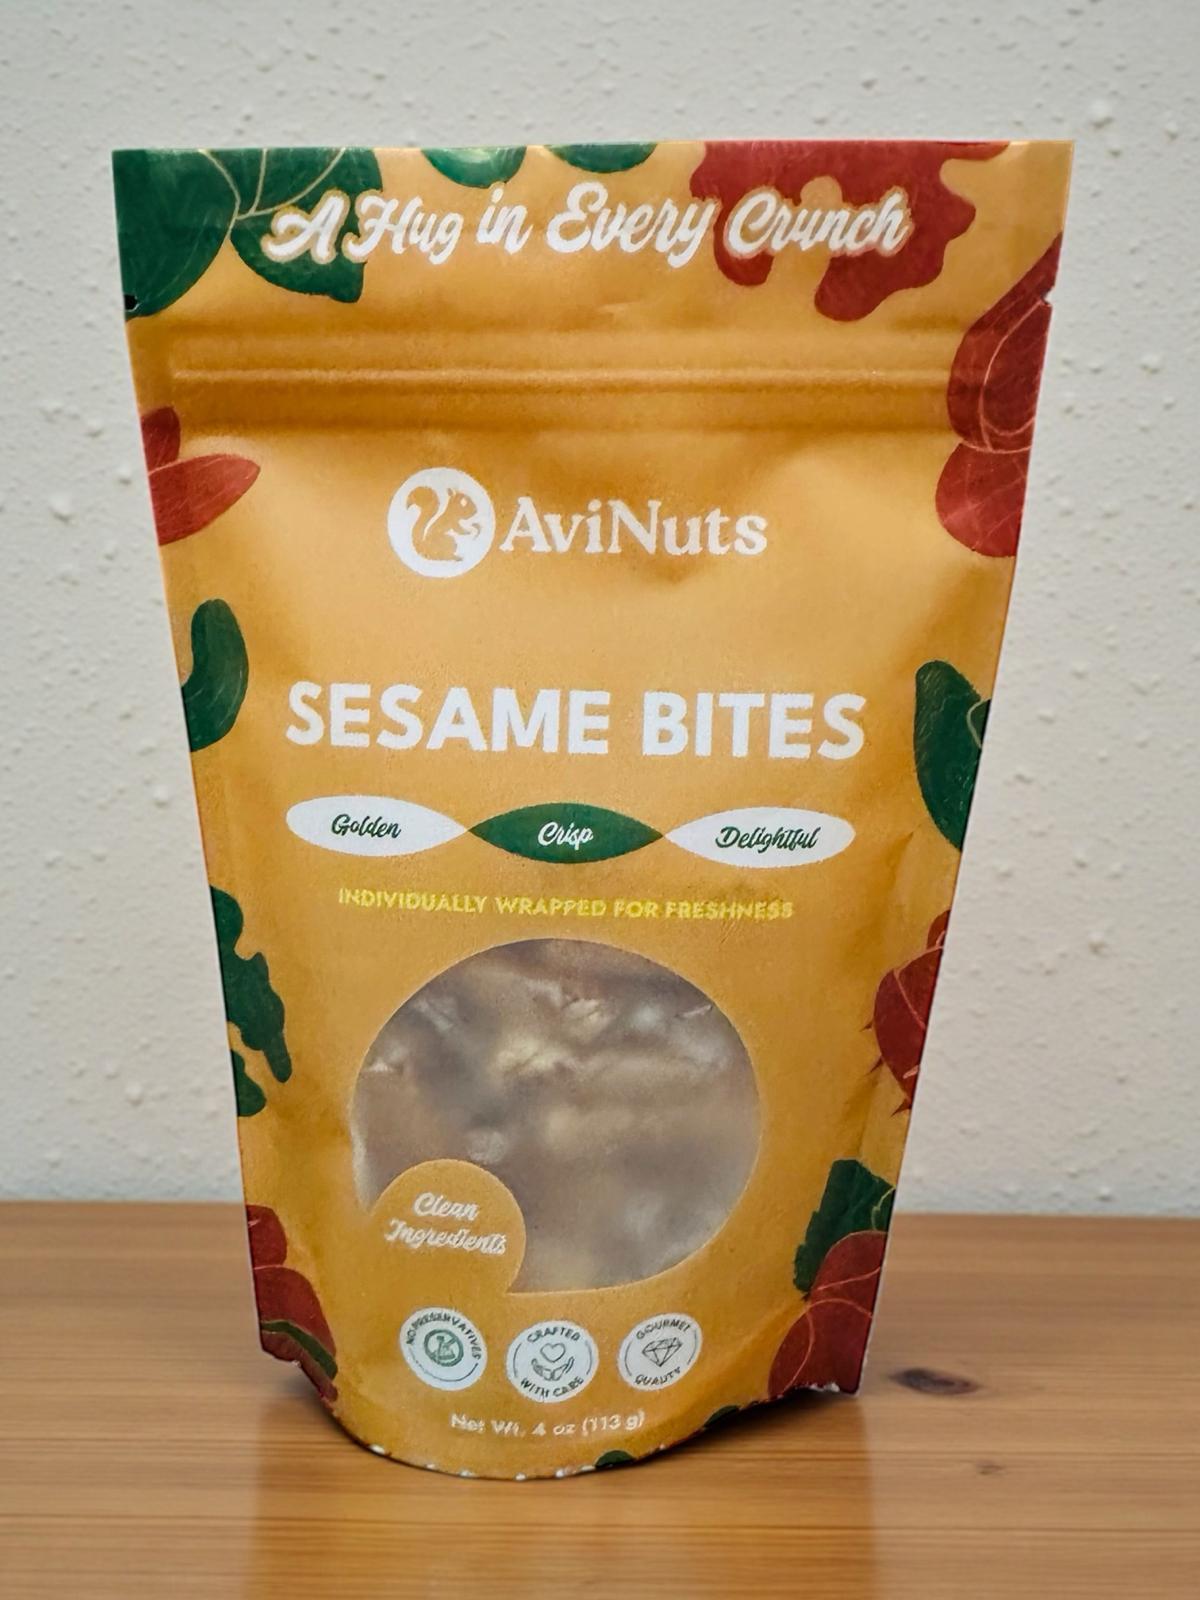 A Hug in Every Crunch
AviNuts
SESAME BITES
Golden
Crisp
Delightful
INDIVIDUALLY WRAPPED FOR FRESHNESS
Clean
Ingredients
NO PRESERVATIVES
CRAFTED
WITH CARE
GOURMET
QUALITY
Net Wt. 4 oz (113 g)